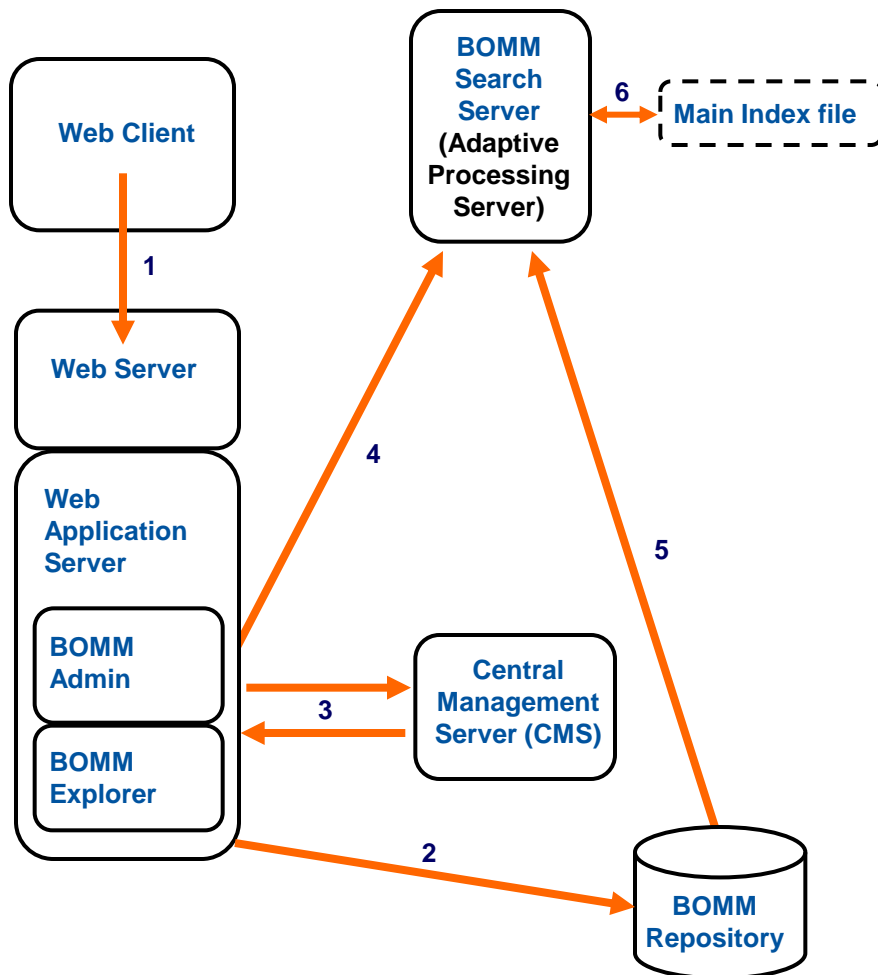 BOMM
Search
Server
(Adaptive
Processing
Server)
6
Main Index file
Web Client
1
Web Server
4
Web
Application
Server
5
BOMM
Admin
Central
Management
Server (CMS)
3
BOMM
Explorer
2
BOMM
Repository